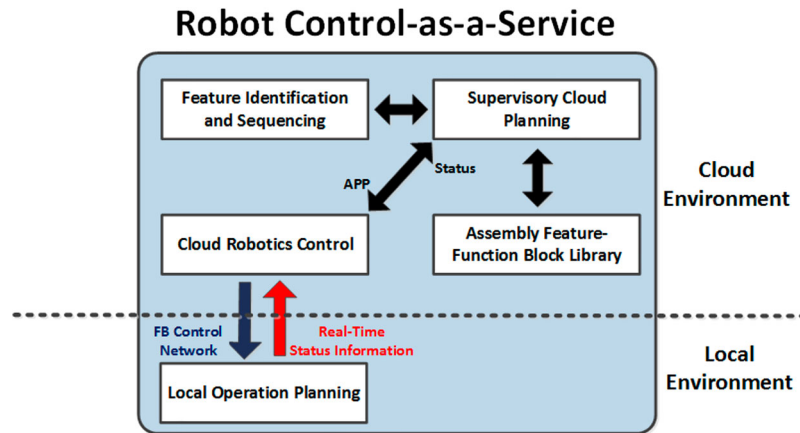 Robot Control-as-a-Service
Feature Identification
and Sequencing
Supervisory Cloud
Planning
Cloud
Environment
APP
Status
Cloud Robotics Control
Assembly Feature-
Function Block Library
FB Control
Network
Real-Time
Status Information
Local
Environment
Local Operation Planning